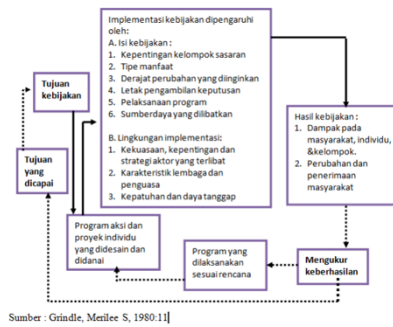 Implementasi kebijakan dipengaruhi
oleh:
A. Isi kebijakan :
1. Kepentingan kelompok sasaran
2. Tipe manfaat
3. Derajat perubahan yang diinginkan
4. Letak pengambilan keputusan
5. Pelaksanaan program
6. Sumberdaya yang dilibatkan
B. Lingkungan implementasi:
1. Kekuasaan, kepentingan dan
strategi aktor yang terlibat
2. Karakteristik lembaga dan
penguasa
3. Kepatuhan dan daya tanggap
Tujuan
kebijakan
Tujuan
yang
dicapai
Hasil kebijakan :
1. Dampak pada
masyarakat, individu,
&kelompok.
2. Perubahan dan
penerimaan
masyarakat
Program aksi dan
proyek individu
yang didesain dan
didanai
Program yang
dilaksanakan
sesuai rencana
Mengukur
keberhasilan
Sumber : Grindle, Merilee S, 1980:11